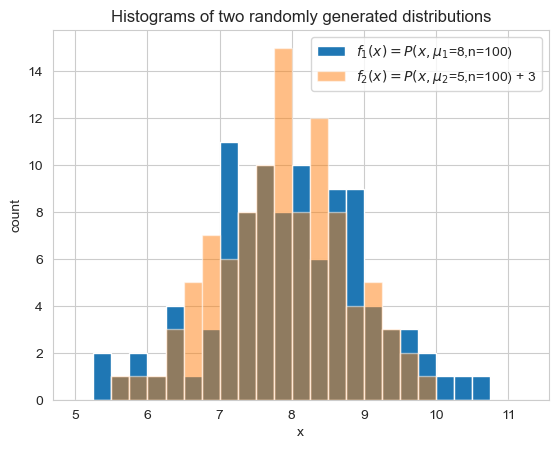 Histograms of two randomly generated distributions
f₁(x) = P(x, μ₁=8,n=100)
f₂(x) = P(x, μ₂=5,n=100) + 3
count
14
12
10
8
6
4
2
0
5 6 7 8 9 10 11
x